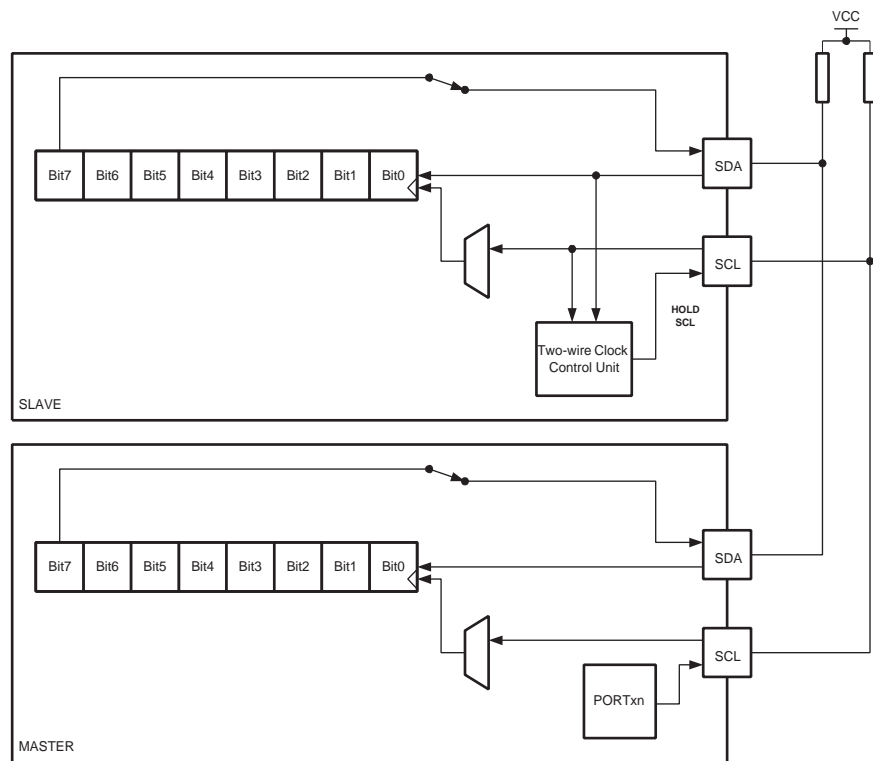 VCC
Bit7 Bit6 Bit5 Bit4 Bit3 Bit2 Bit1 Bit0
SDA
SCL
HOLD
SCL
Two-wire Clock
Control Unit
SLAVE
Bit7 Bit6 Bit5 Bit4 Bit3 Bit2 Bit1 Bit0
SDA
SCL
PORTxn
MASTER